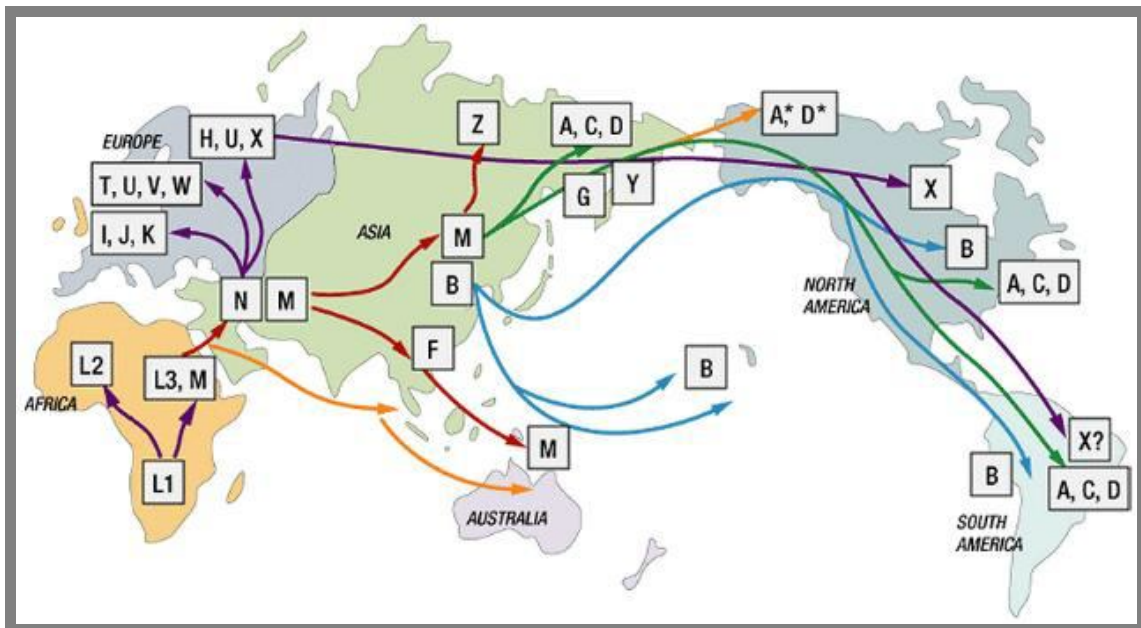 Z
A, C, D
A,* D*
EUROPE
H, U, X
T, U, V, W
G
Y
X
I, J, K
ASIA
M
B
B
N
M
NORTH
AMERICA
A, C, D
L2
L3, M
F
B
AFRICA
L1
M
X?
B
A, C, D
AUSTRALIA
SOUTH
AMERICA